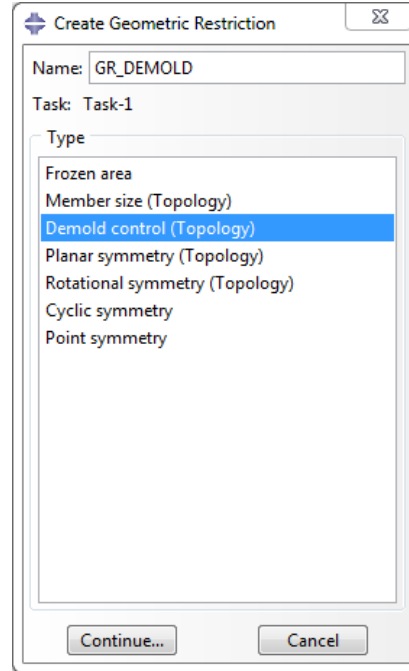 Create Geometric Restriction
Name: GR_DEMOLD
Task: Task-1
Type
Frozen area
Member size (Topology)
Demold control (Topology)
Planar symmetry (Topology)
Rotational symmetry (Topology)
Cyclic symmetry
Point symmetry
Continue... Cancel